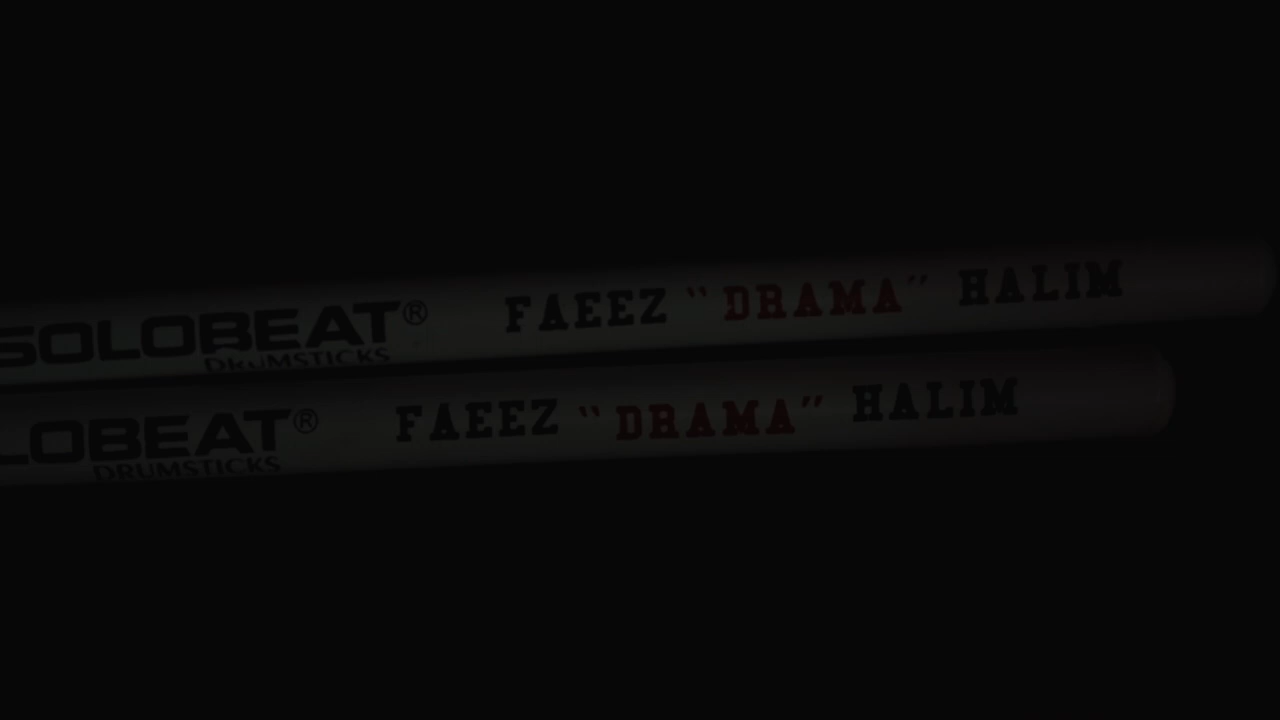 SOLOBEAT® FAEEZ "DRAMA" HALIM
DRUMSTICKS
LOBEAT® FAEEZ "DRAMA" HALIM
DRUMSTICKS